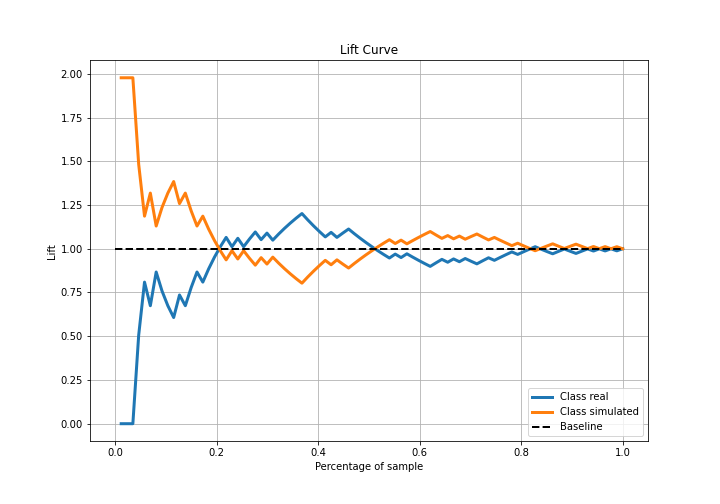 Lift Curve
2.00
1.75
1.50
1.25
1.00
0.75
0.50
0.25
0.00
Lift
0.0 0.2 0.4 0.6 0.8 1.0
Percentage of sample
Class real
Class simulated
Baseline